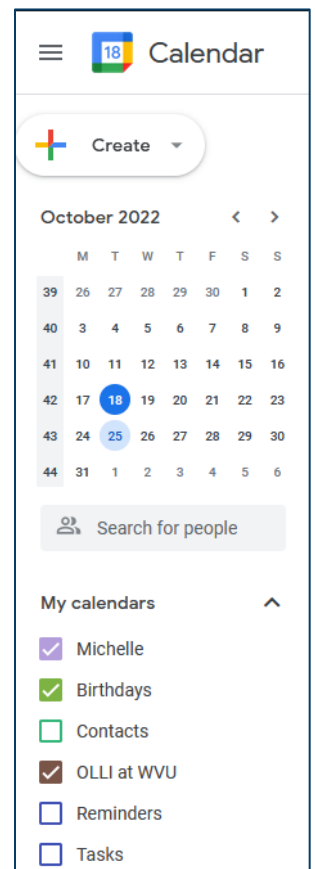 18 Calendar
Create
October 2022
M T W T F S S
39 26 27 28 29 30 1 2
40 3 4 5 6 7 8 9
41 10 11 12 13 14 15 16
42 17 18 19 20 21 22 23
43 24 25 26 27 28 29 30
44 31 1 2 3 4 5 6
Search for people
My calendars
Michelle
Birthdays
Contacts
OLLI at WVU
Reminders
Tasks